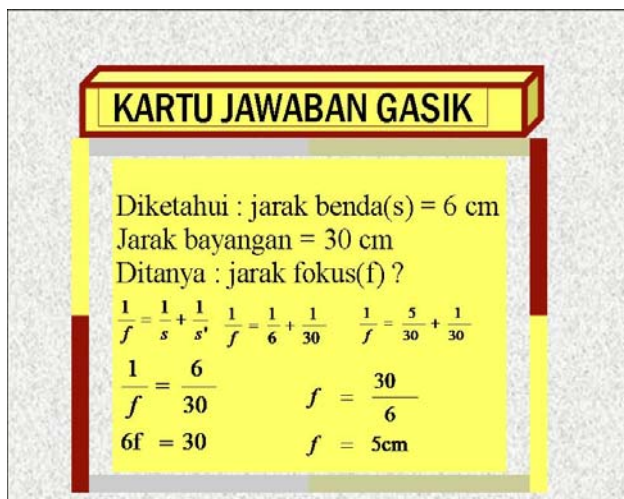 KARTU JAWABAN GASIK
Diketahui : jarak benda(s) = 6 cm
Jarak bayangan = 30 cm
Ditanya : jarak fokus(f) ?
1/f = 1/s + 1/s' 1/f = 1/6 + 1/30 1/f = 5/30 + 1/30
1/f = 6/30 f = 30/6
6f = 30 f = 5cm